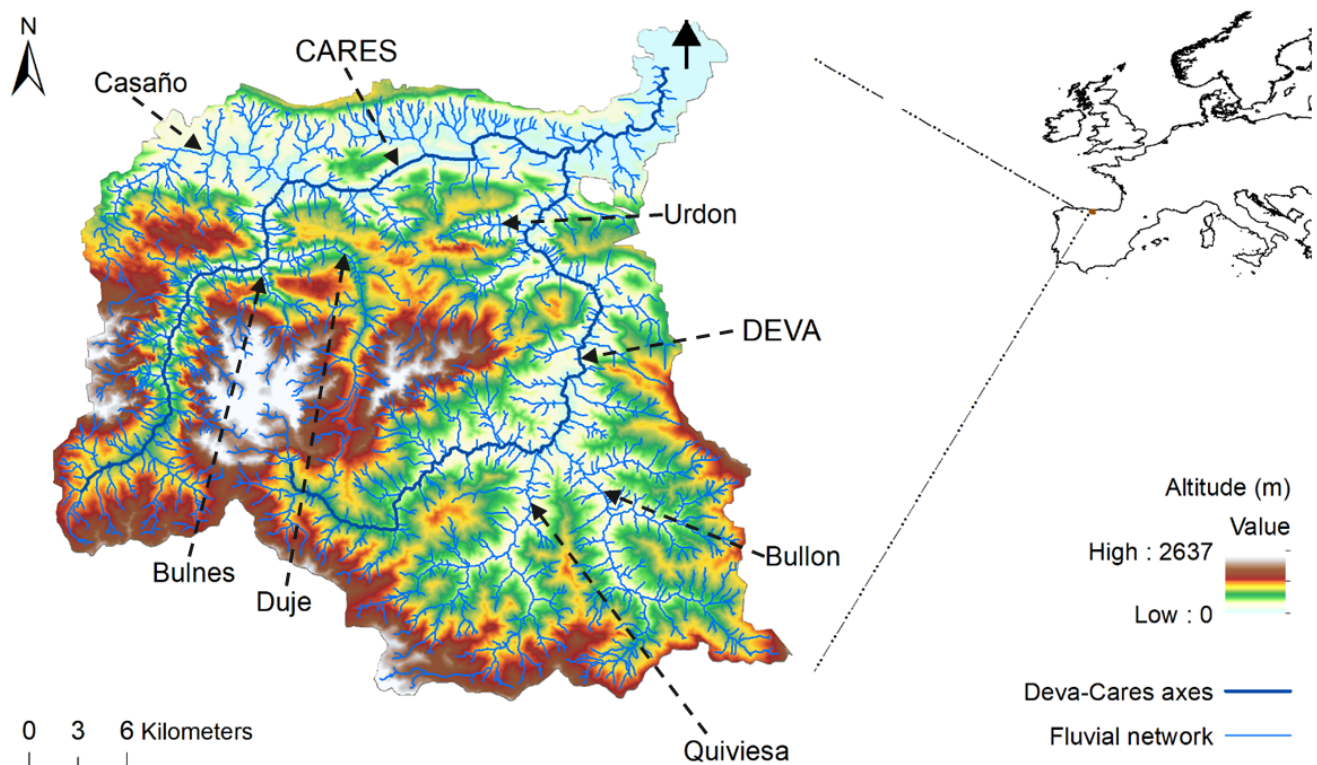 N
CARES
Casaño
Urdon
DEVA
Bullon
Bulnes
Duje
Quiviesa
Altitude (m)
Value
High : 2637
Low : 0
Deva-Cares axes
Fluvial network
0 3 6 Kilometers